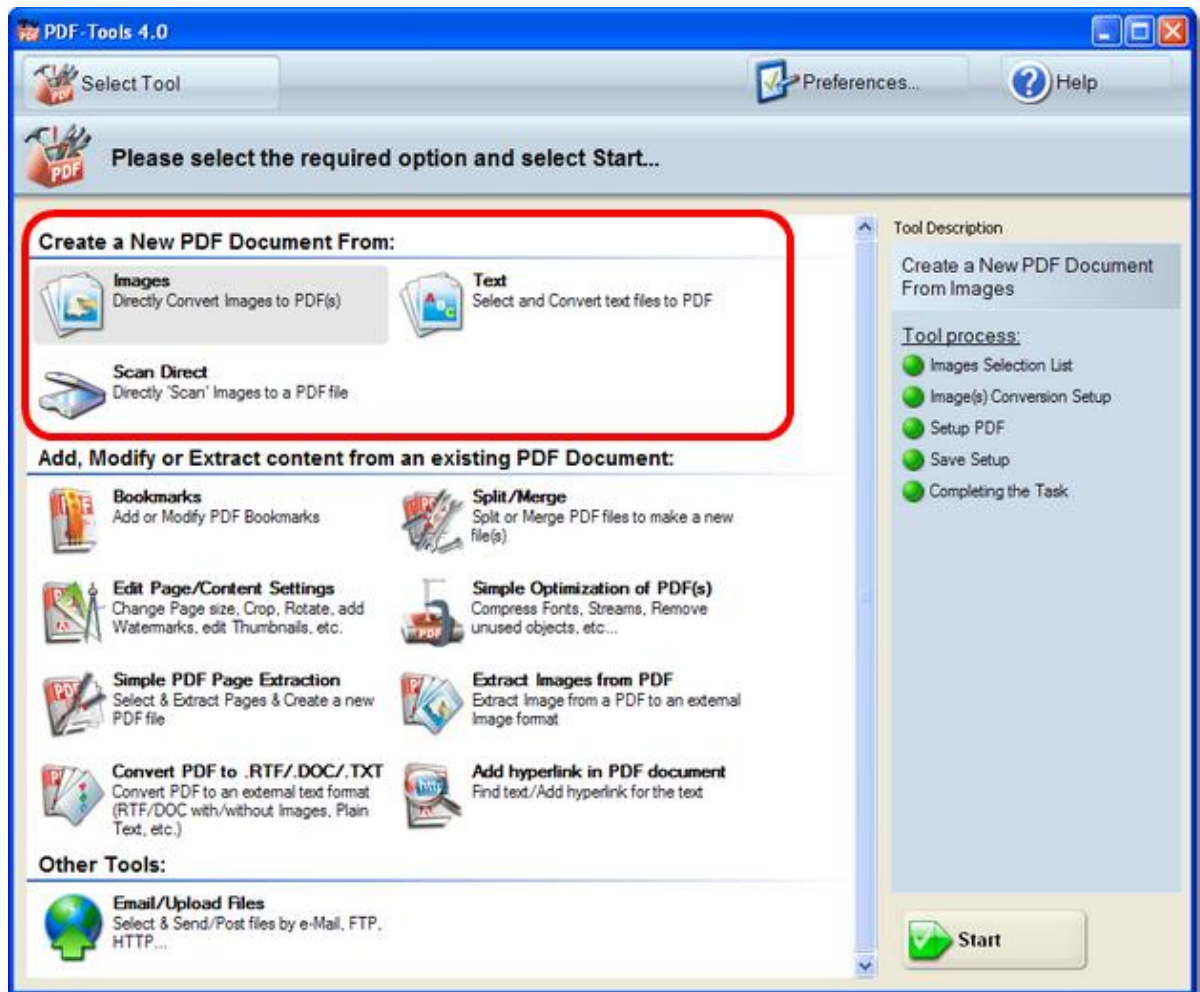 PDF-Tools 4.0
Select Tool
Preferences...
Help
Please select the required option and select Start...
Create a New PDF Document From:
Images
Directly Convert Images to PDF(s)
Text
Select and Convert text files to PDF
Scan Direct
Directly 'Scan' Images to a PDF file
Add, Modify or Extract content from an existing PDF Document:
Bookmarks
Add or Modify PDF Bookmarks
Split/Merge
Split or Merge PDF files to make a new
file(s)
Edit Page/Content Settings
Change Page size, Crop, Rotate, add
Watermarks, edit Thumbnails, etc.
Simple Optimization of PDF(s)
Compress Fonts, Streams, Remove
unused objects, etc...
Simple PDF Page Extraction
Select & Extract Pages & Create a new
PDF file
Extract Images from PDF
Extract Image from a PDF to an external
Image format
Convert PDF to .RTF/.DOC/.TXT
Convert PDF to an external text format
(RTF/DOC with/without Images, Plain
Text, etc.)
Add hyperlink in PDF document
Find text/Add hyperlink for the text
Other Tools:
Email/Upload Files
Select & Send/Post files by e-Mail, FTP,
HTTP...
Tool Description
Create a New PDF Document
From Images
Tool process:
Images Selection List
Image(s) Conversion Setup
Setup PDF
Save Setup
Completing the Task
Start